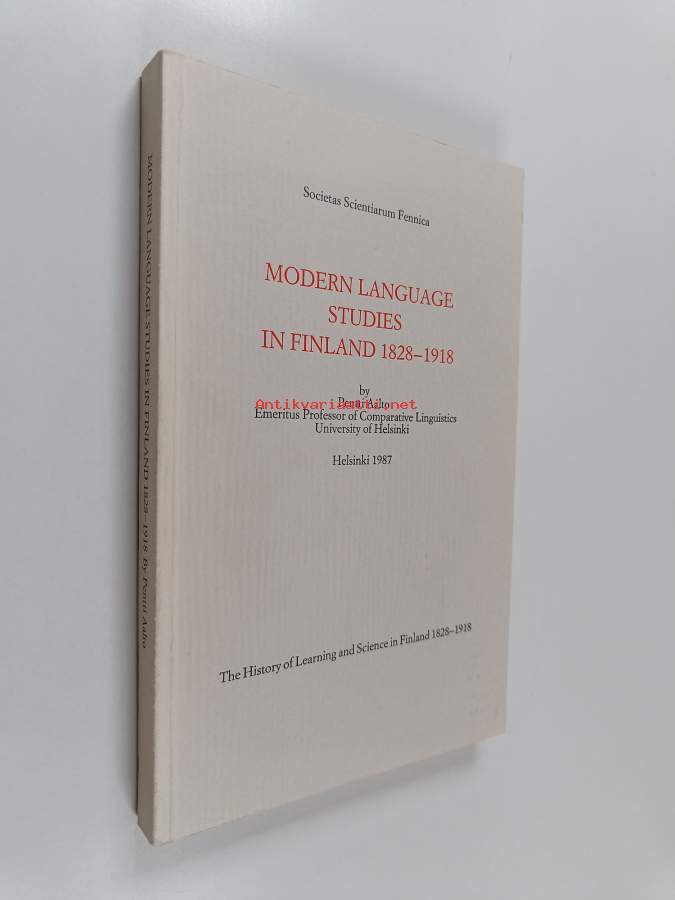 Societas Scientiarum Fennica
MODERN LANGUAGE
STUDIES
IN FINLAND 1828–1918
by
Pentti Aalto
Antikvariaatti.net
Emeritus Professor of Comparative Linguistics
University of Helsinki
Helsinki 1987
The History of Learning and Science in Finland 1828–1918
MODERN LANGUAGE STUDIES IN FINLAND 1828–1918 By Pentti Aalto